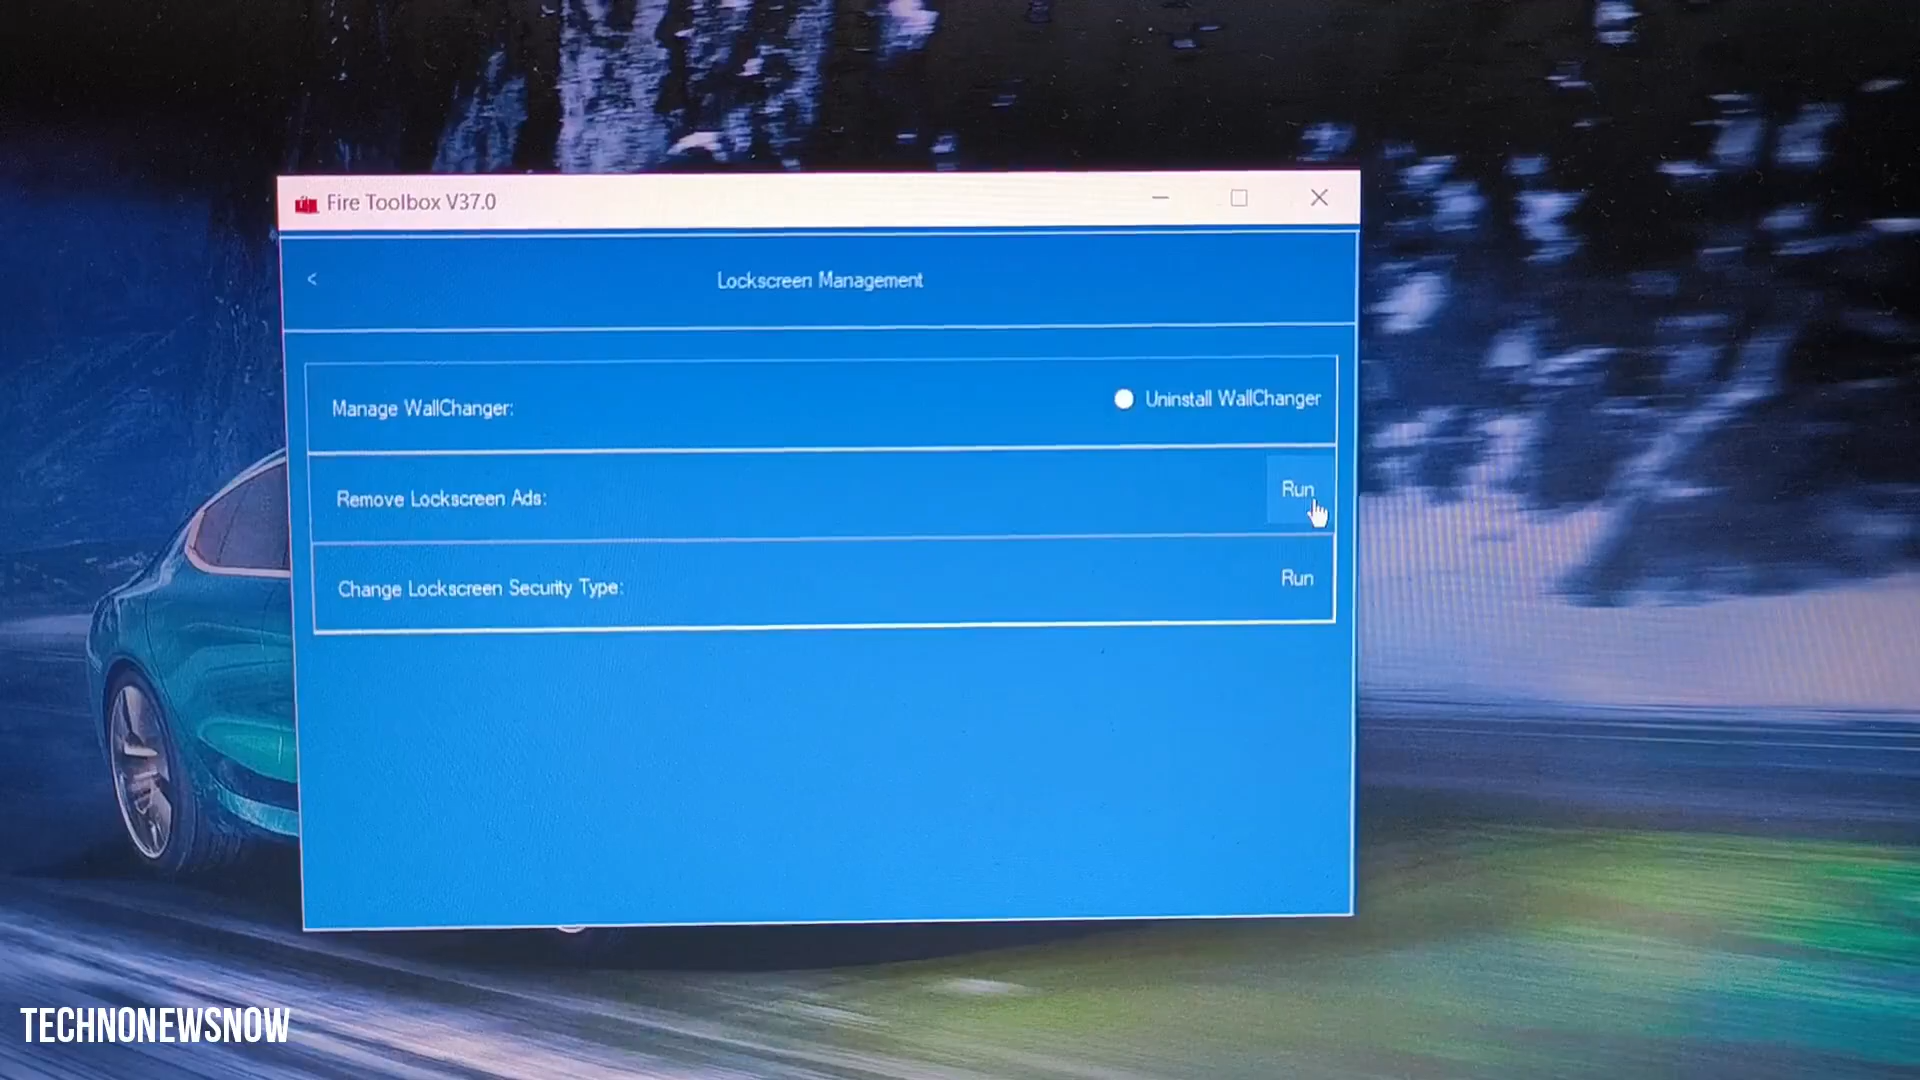 Fire Toolbox V37.0
<
Lockscreen Management
Manage WallChanger:
Uninstall WallChanger
Remove Lockscreen Ads:
Run
Change Lockscreen Security Type:
Run
TECHNONEWSNOW